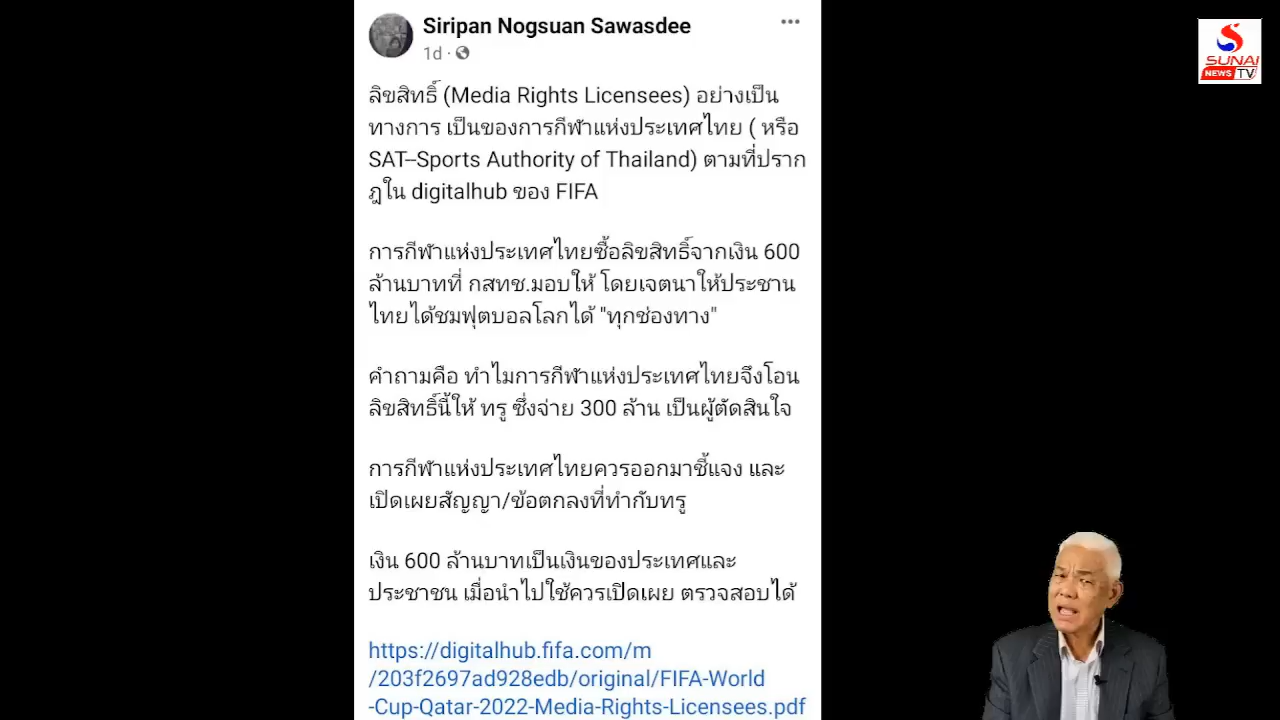 Siripan Nogsuan Sawasdee
1d
ลิขสิทธิ์ (Media Rights Licensees) อย่างเป็น
ทางการ เป็นของการกีฬาแห่งประเทศไทย ( หรือ
SAT–Sports Authority of Thailand) ตามที่ปราก
ฎใน digitalhub ของ FIFA
การกีฬาแห่งประเทศไทยซื้อลิขสิทธิ์จากเงิน 600
ล้านบาทที่ กสทช.มอบให้ โดยเจตนาให้ประชาน
ไทยได้ชมฟุตบอลโลกได้ "ทุกช่องทาง"
คำถามคือ ทำไมการกีฬาแห่งประเทศไทยจึงโอน
ลิขสิทธิ์นี้ให้ ทรู ซึ่งจ่าย 300 ล้าน เป็นผู้ตัดสินใจ
การกีฬาแห่งประเทศไทยควรออกมาชี้แจง และ
เปิดเผยสัญญา/ข้อตกลงที่ทำกับทรู
เงิน 600 ล้านบาทเป็นเงินของประเทศและ
ประชาชน เมื่อนำไปใช้ควรเปิดเผย ตรวจสอบได้
https://digitalhub.fifa.com/m
/203f2697ad928edb/original/FIFA-World
-Cup-Qatar-2022-Media-Rights-Licensees.pdf
SUNAI
NEWS TV